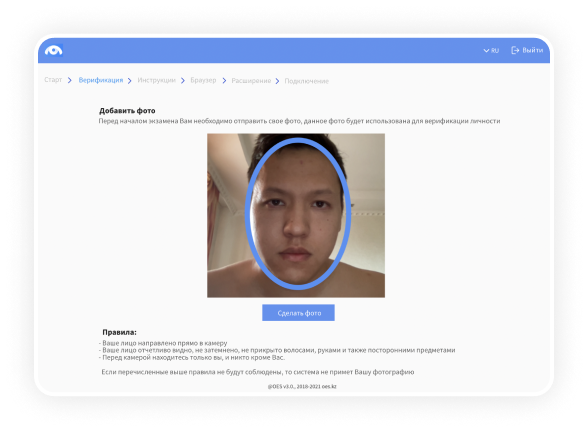 RU Выйти
Старт Верификация Инструкции Браузер Расширение Подключение
Добавить фото
Перед началом экзамена Вам необходимо отправить свое фото, данное фото будет использована для верификации личности
Сделать фото
Правила:
- Ваше лицо направлено прямо в камеру
- Ваше лицо отчетливо видно, не затемнено, не прикрыто волосами, руками и также посторонними предметами
- Перед камерой находитесь только вы, и никто кроме Вас.
Если перечисленные выше правила не будут соблюдены, то система не примет Вашу фотографию
@OES v3.0., 2018-2021 oes.kz